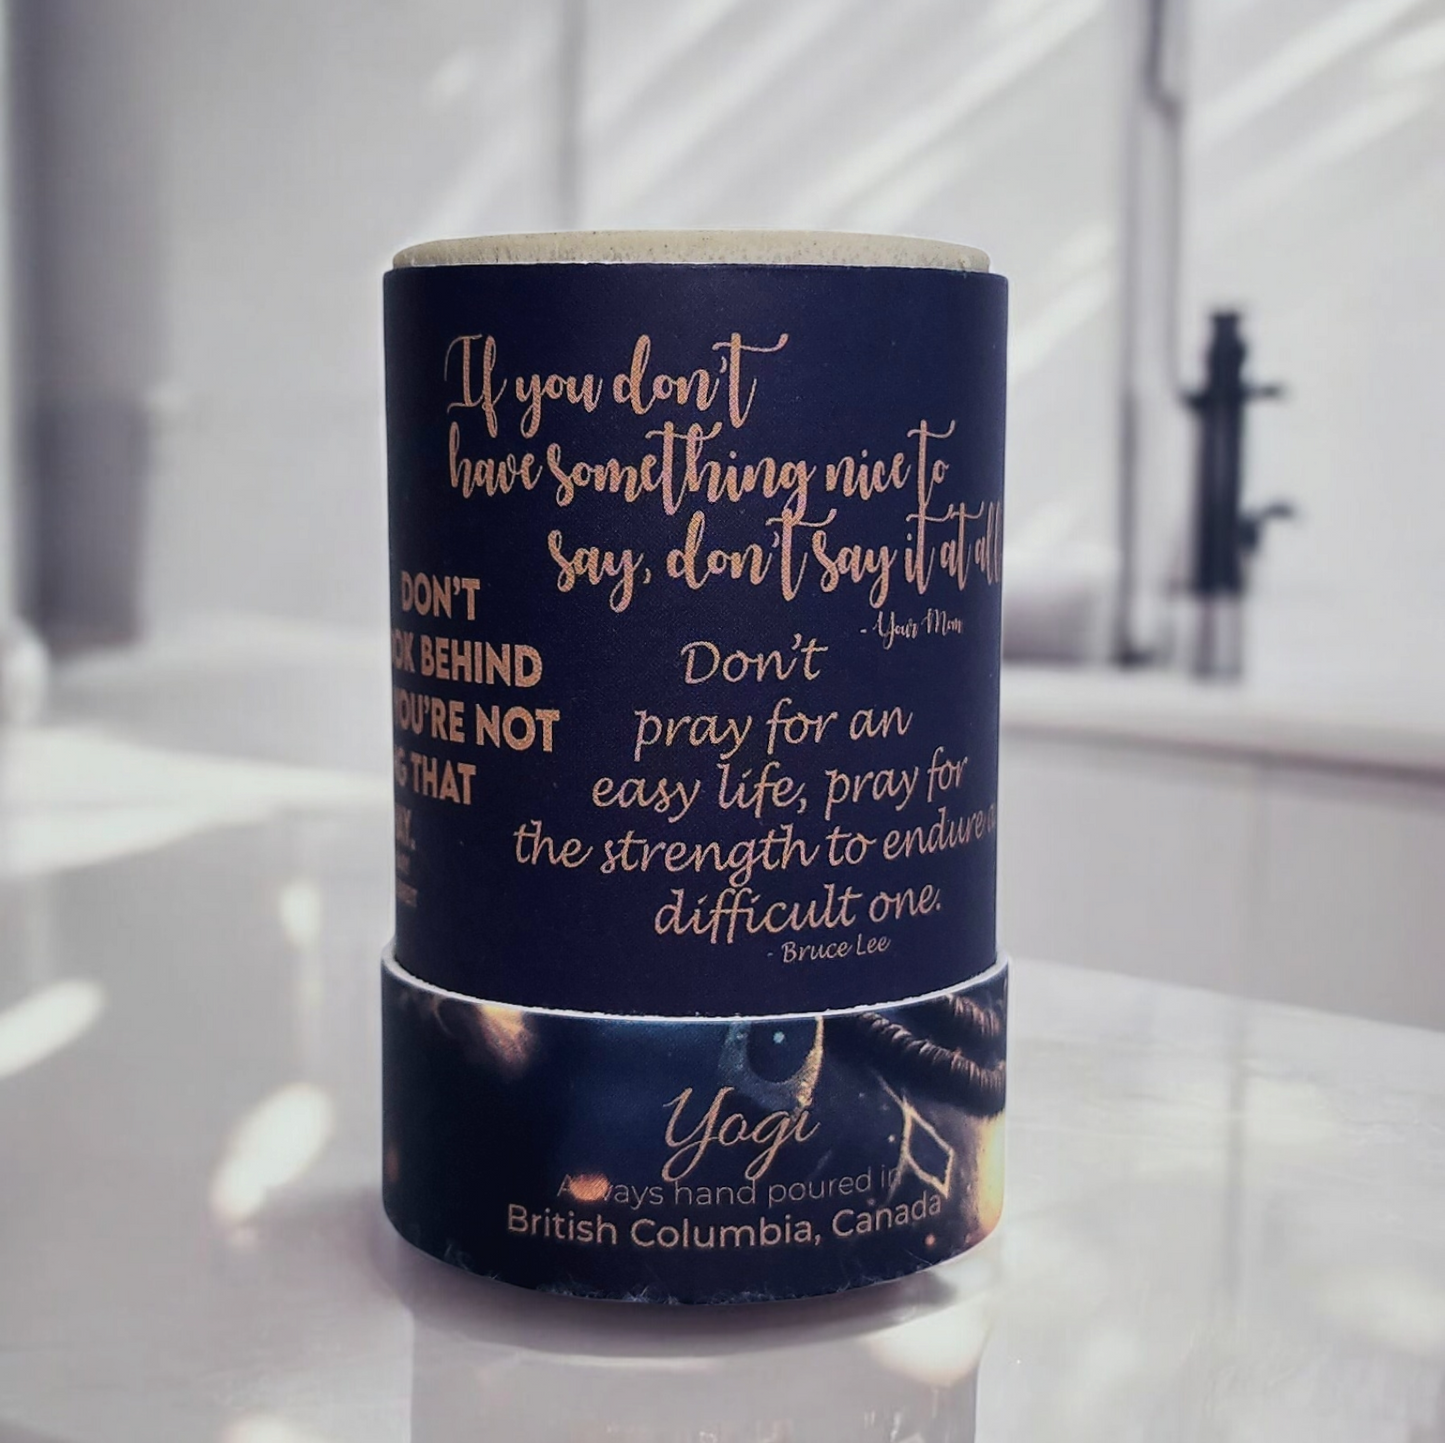 If you don't
have something nice to
say, don't say it at all
- Your Mom
DON'T
BEHIND
YOU'RE NOT
THAT
Don't
pray for an
easy life, pray for
the strength to endure a
difficult one.
- Bruce Lee
Yogi
Always hand poured in
British Columbia, Canada